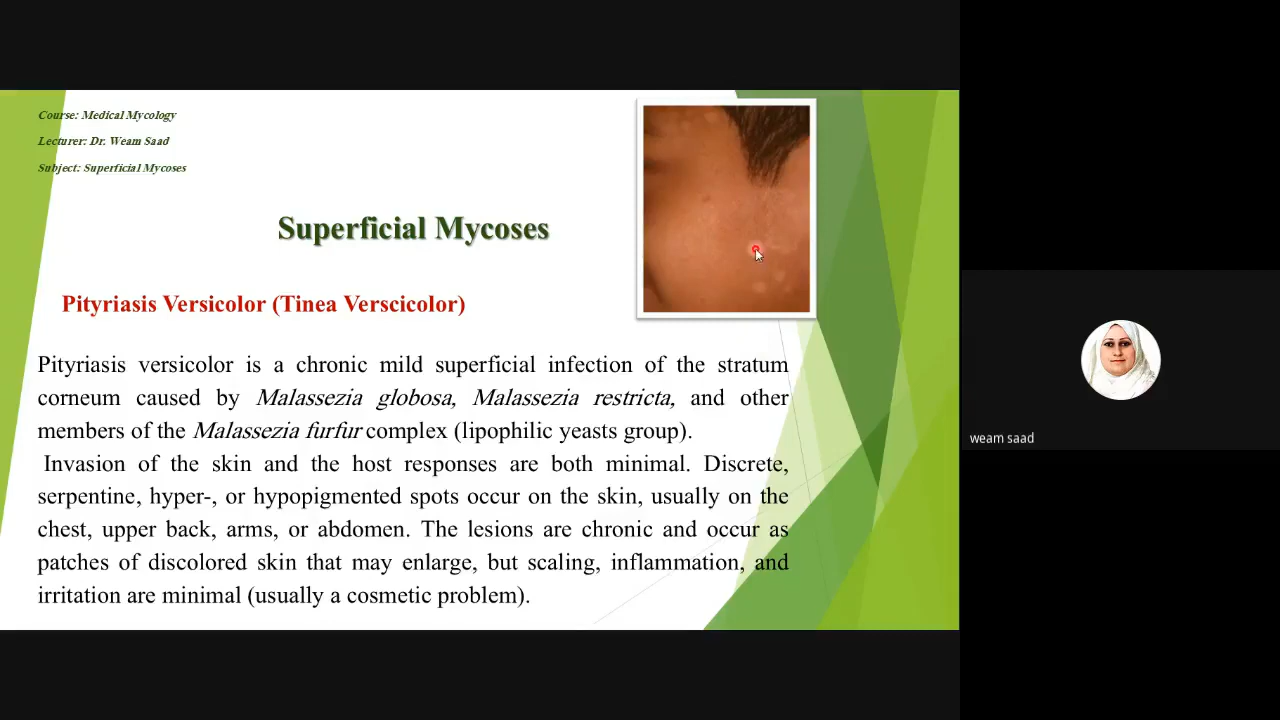 Course: Medical Mycology
Lecturer: Dr. Weam Saad
Subject: Superficial Mycoses
Superficial Mycoses
Pityriasis Versicolor (Tinea Verscicolor)
Pityriasis versicolor is a chronic mild superficial infection of the stratum
corneum caused by Malassezia globosa, Malassezia restricta, and other
members of the Malassezia furfur complex (lipophilic yeasts group).
Invasion of the skin and the host responses are both minimal. Discrete,
serpentine, hyper-, or hypopigmented spots occur on the skin, usually on the
chest, upper back, arms, or abdomen. The lesions are chronic and occur as
patches of discolored skin that may enlarge, but scaling, inflammation, and
irritation are minimal (usually a cosmetic problem).
weam saad